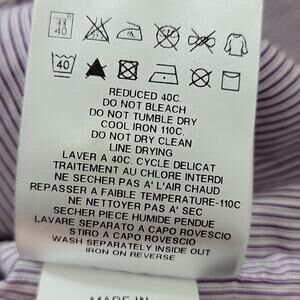 40
40
REDUCED 40C.
DO NOT BLEACH
DO NOT TUMBLE DRY
COOL IRON 110C.
DO NOT DRY CLEAN
LINE DRYING
LAVER A 40C. CYCLE DELICAT
TRAITEMENT AU CHLORE INTERDI
NE SECHER PAS A' L'AIR CHAUD
REPASSER A FAIBLE TEMPERATURE-110C
NE NETTOYER PAS A' SEC
SECHER PIECE HUMIDE PENDUE
LAVARE SEPARATO A CAPO ROVESCIO
STIRO A CAPO ROVESCIO
WASH SEPARATELY INSIDE OUT
IRON ON REVERSE
MADE IN